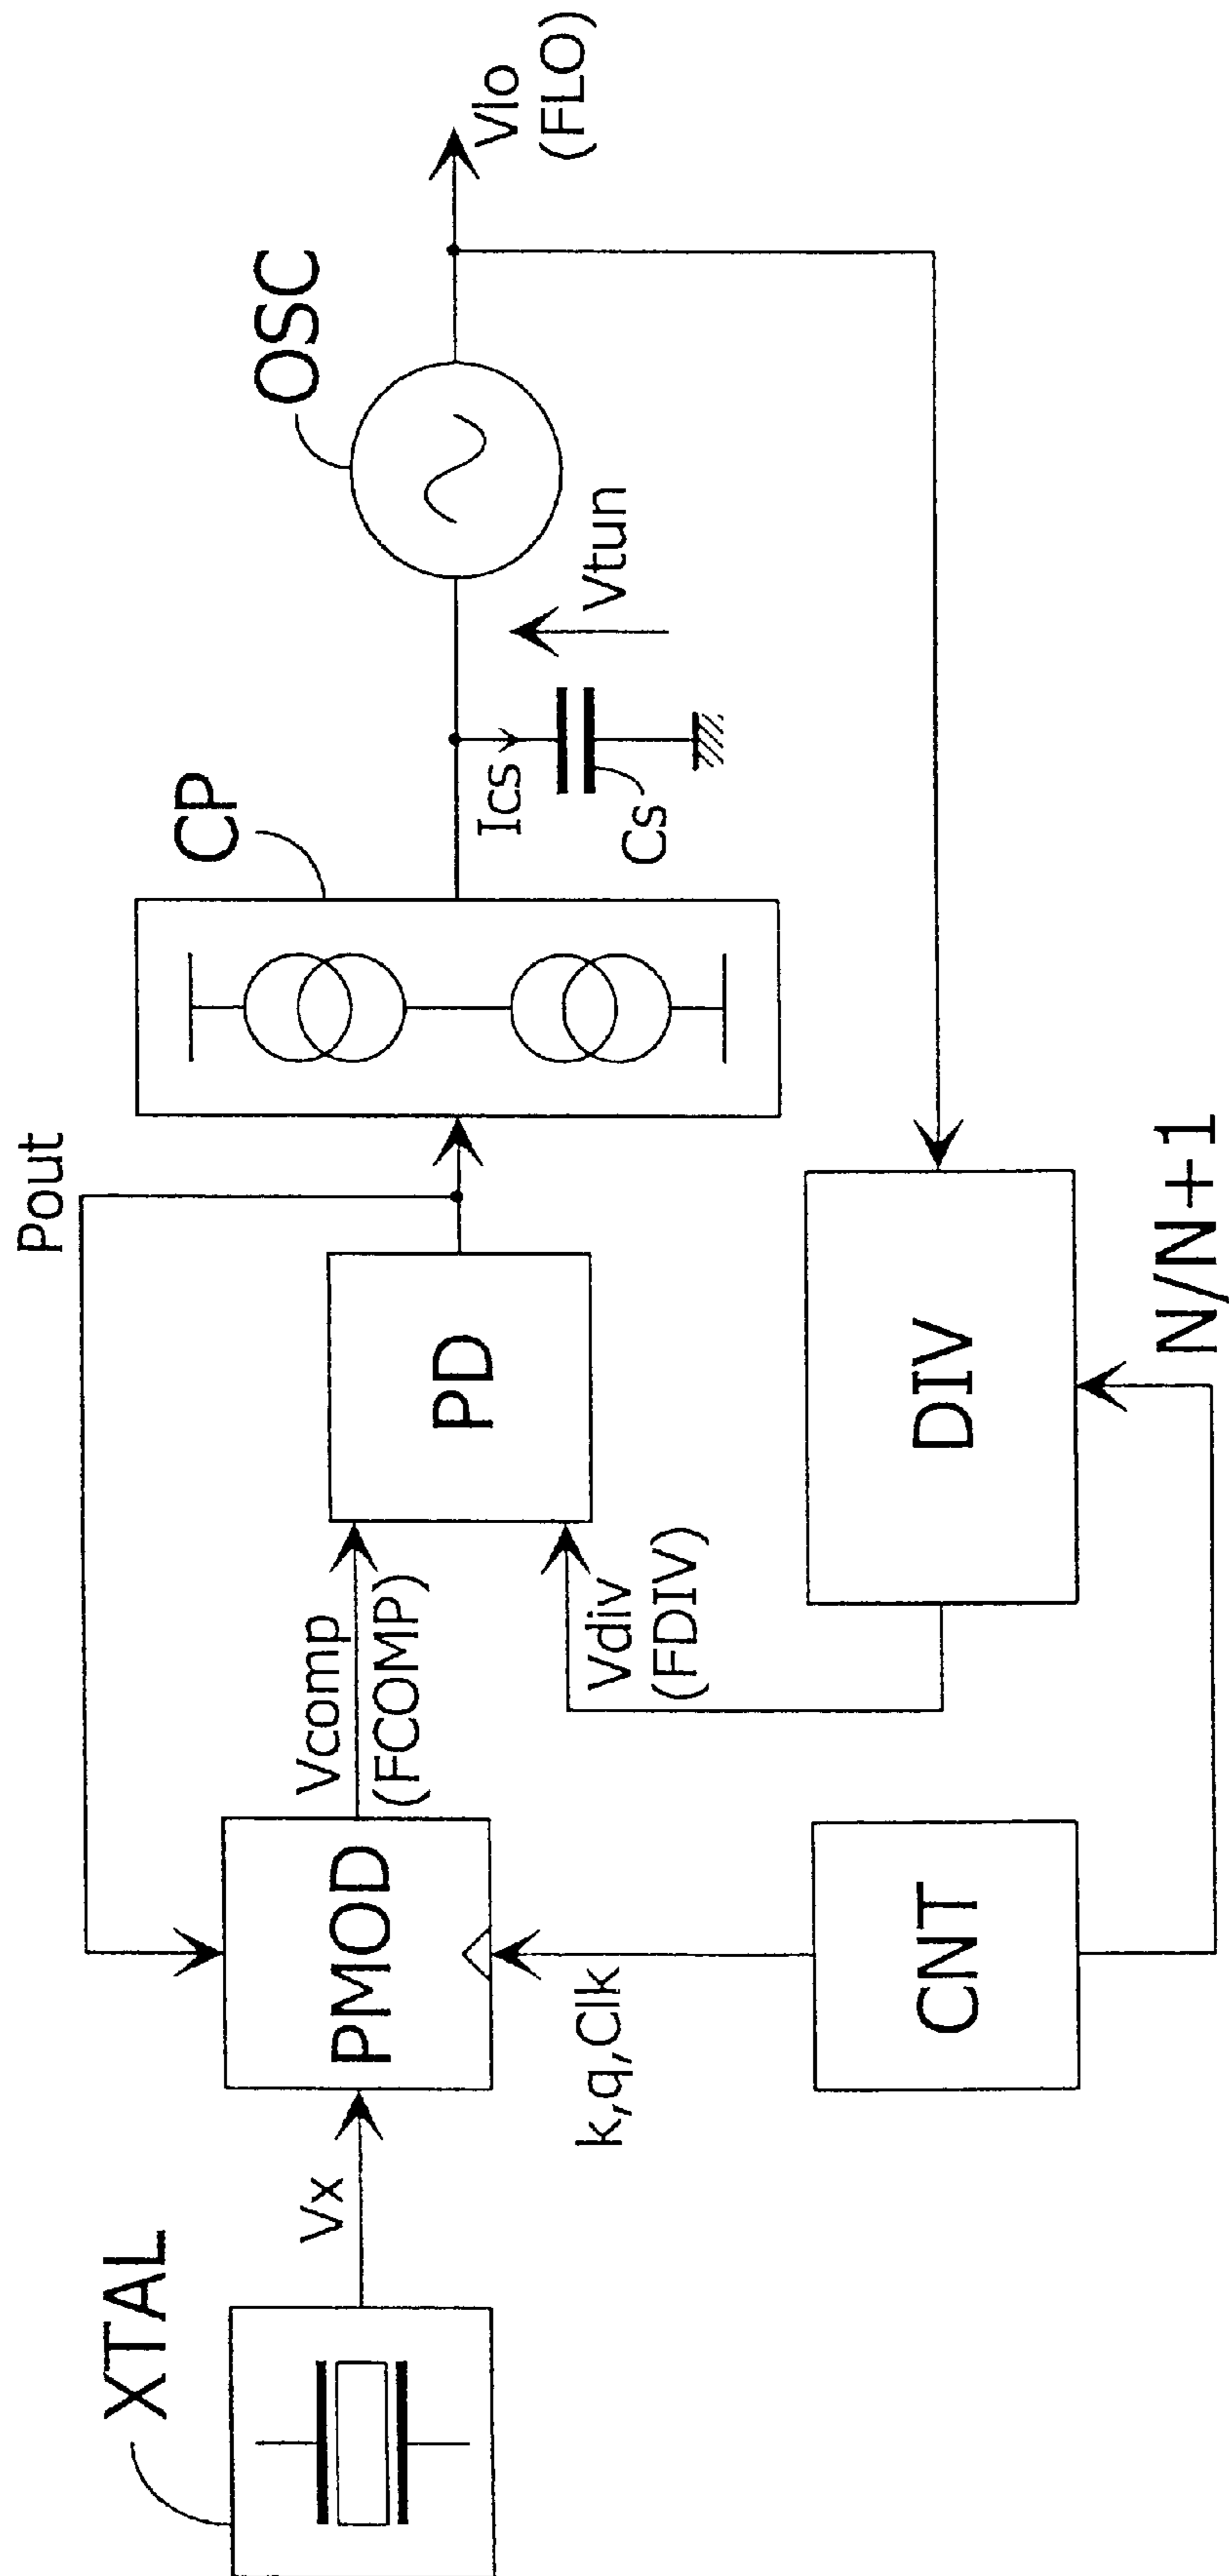 XTAL
Vx
PMOD
Vcomp
(FCOMP)
PD
Pout
CP
Ics
Cs
Vtun
OSC
Vlo
(FLO)
k,q,Clk
CNT
Vdiv
(FDIV)
DIV
N/N+1